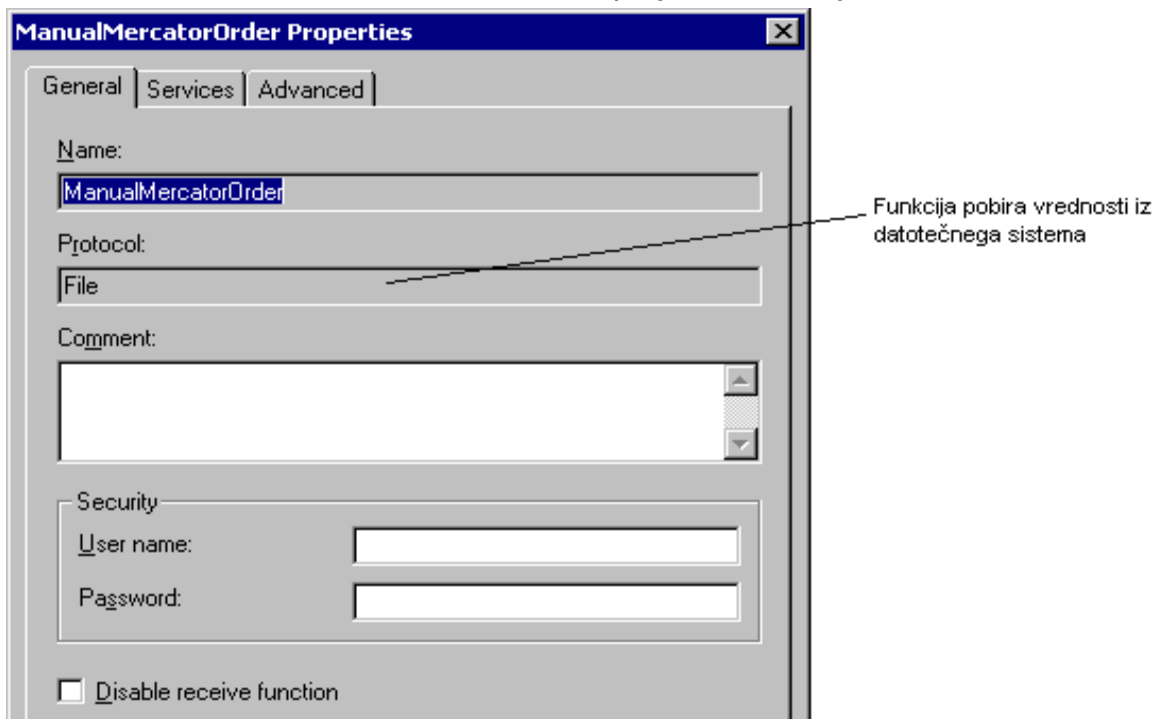 ManualMercatorOrder Properties
General Services Advanced
Name:
ManualMercatorOrder
Protocol:
File
Funkcija pobira vrednosti iz
datotečnega sistema
Comment:
Security
User name:
Password:
Disable receive function